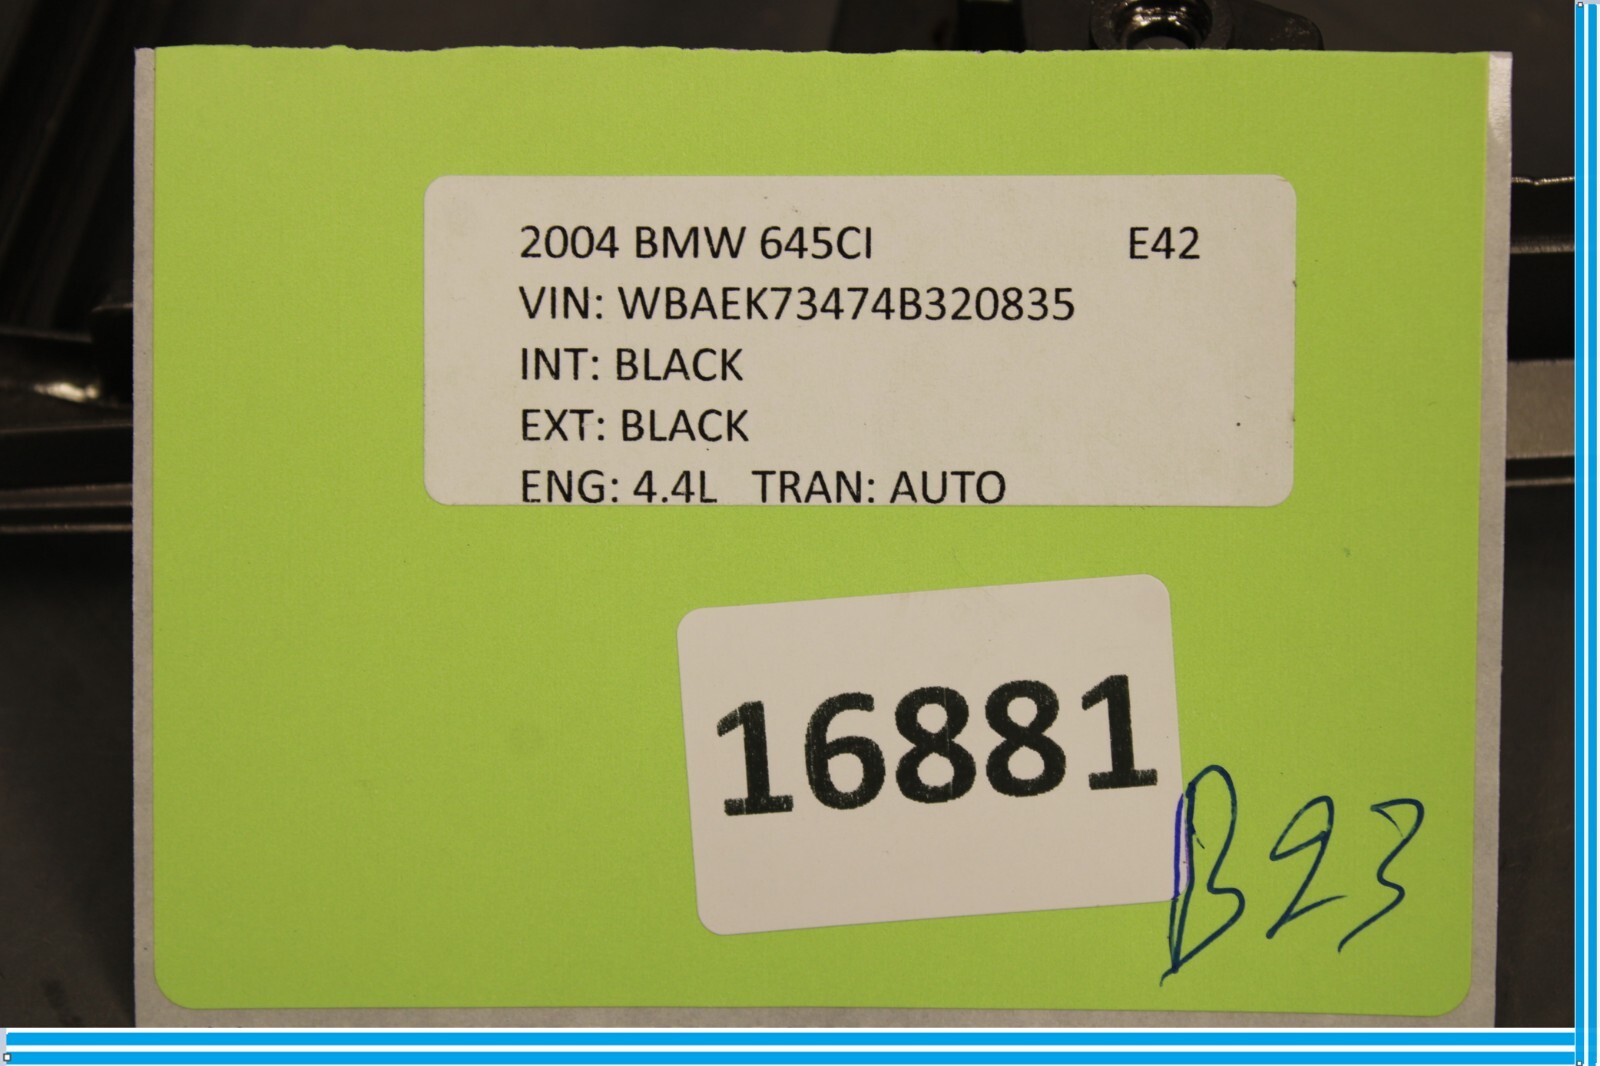 2004 BMW 645CI E42
VIN: WBAEK73474B320835
INT: BLACK
EXT: BLACK
ENG: 4.4L TRAN: AUTO
16881
B23